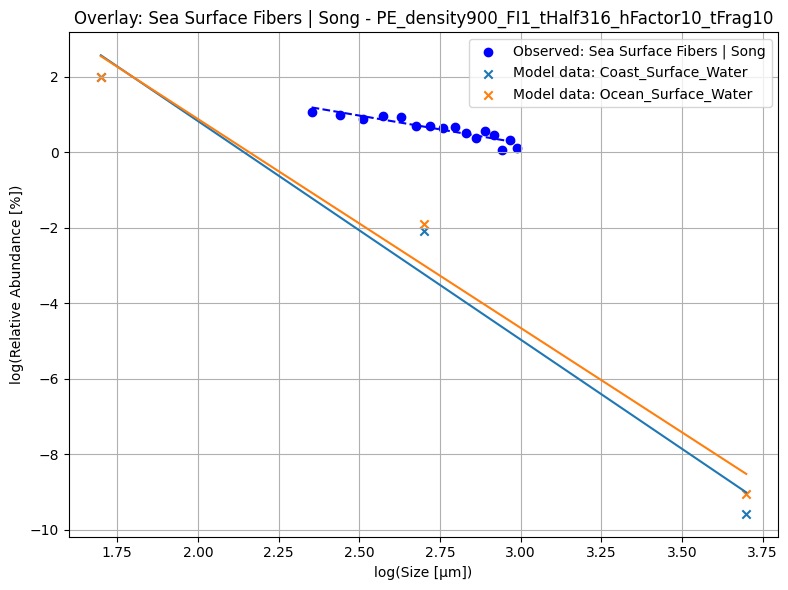 Overlay: Sea Surface Fibers | Song - PE_density900_FI1_tHalf316_hFactor10_tFrag10
Observed: Sea Surface Fibers | Song
Model data: Coast_Surface_Water
Model data: Ocean_Surface_Water
log(Relative Abundance [%])
2
0
−2
−4
−6
−8
−10
1.75
2.00
2.25
2.50
2.75
3.00
3.25
3.50
3.75
log(Size [μm])